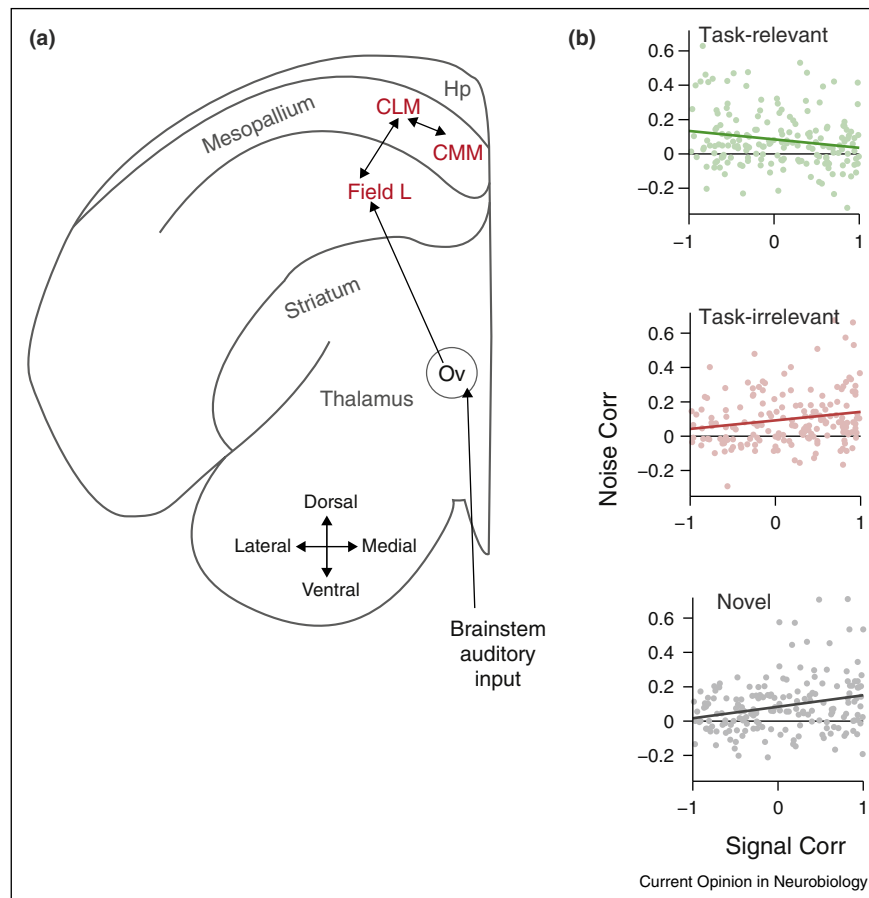 (a)
Hp
CLM
Mesopallium
CMM
Field L
Striatum
Ov
Thalamus
Dorsal
Lateral
Medial
Ventral
Brainstem
auditory
input
(b)
Task-relevant
0.6
0.4
0.2
0
−0.2
−1
0
1
Task-irrelevant
0.6
0.4
0.2
0
−0.2
−1
0
1
Noise Corr
Novel
0.6
0.4
0.2
0
−0.2
−1
0
1
Signal Corr
Current Opinion in Neurobiology